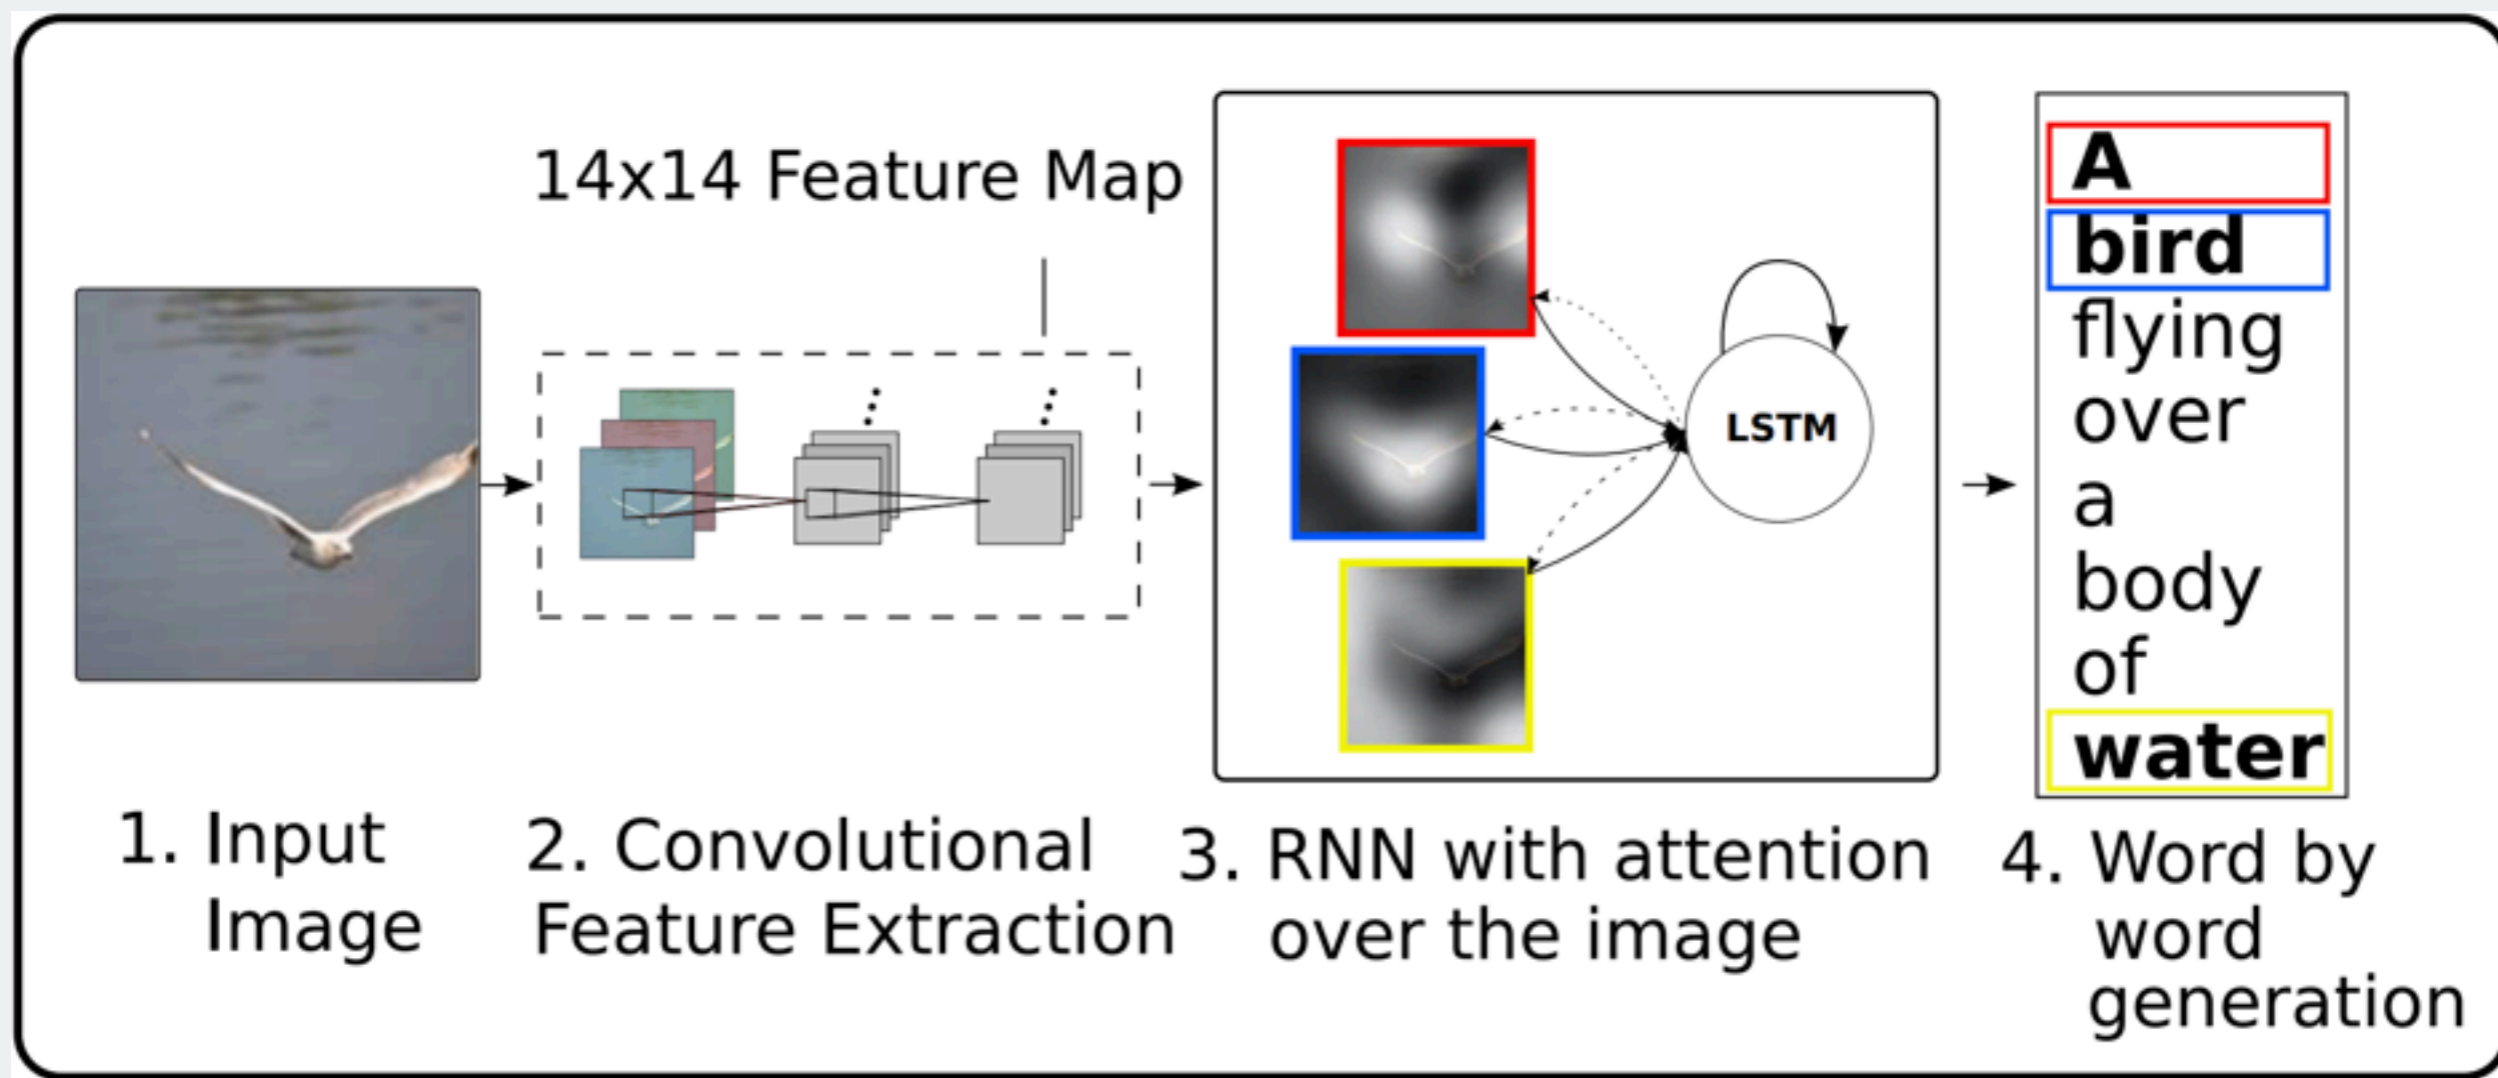 14x14 Feature Map
LSTM
A
bird
flying
over
a
body
of
water
1. Input
Image
2. Convolutional
Feature Extraction
3. RNN with attention
over the image
4. Word by
word
generation